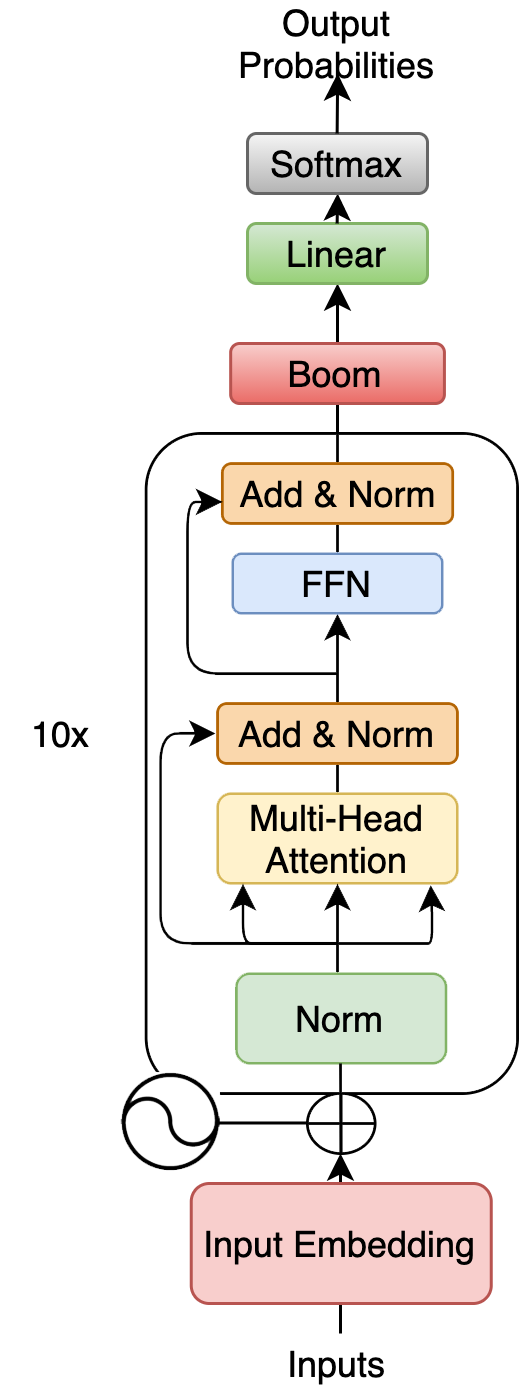 Output
Probabilities
Softmax
Linear
Boom
Add & Norm
FFN
10x
Add & Norm
Multi-Head
Attention
Norm
Input Embedding
Inputs